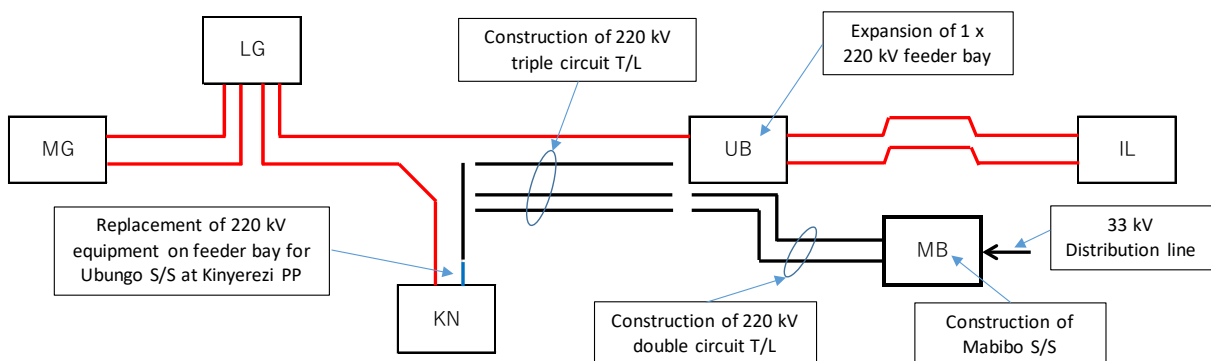 LG
Construction of 220 kV
triple circuit T/L
Expansion of 1 x
220 kV feeder bay
MG
UB
IL
Replacement of 220 kV
equipment on feeder bay for
Ubungo S/S at Kinyerezi PP
MB
33 kV
Distribution line
KN
Construction of 220 kV
double circuit T/L
Construction of
Mabibo S/S